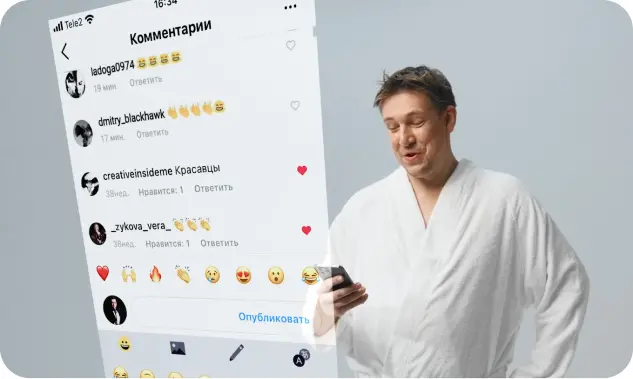 Tele2
16:34
Комментарии
ladoga0974
19 мин. Ответить
dmitry_blackhawk
17 мин. Ответить
creativeinsideme Красавцы
38нед. Нравится: 1 Ответить
_zykova_vera_
38нед. Нравится: 1 Ответить
Опубликовать
A